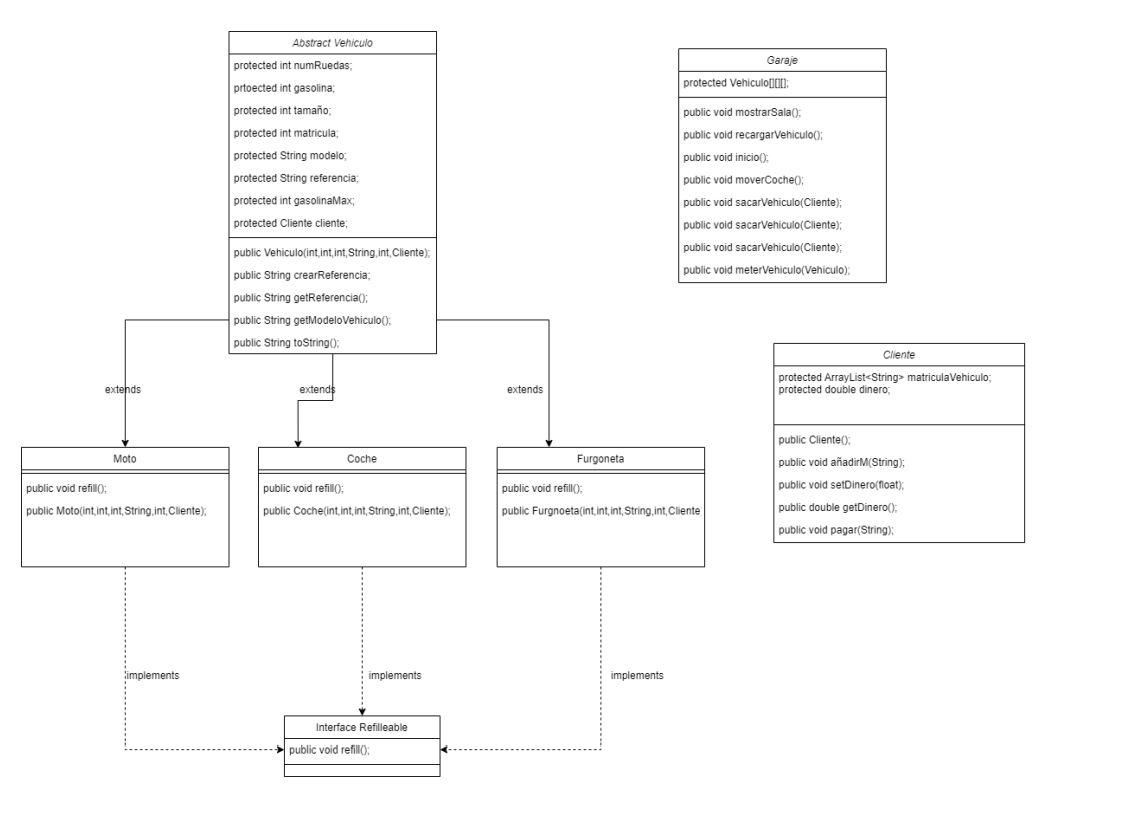 Abstract Vehiculo
protected int numRuedas;
prtoected int gasolina;
protected int tamaño;
protected int matricula;
protected String modelo;
protected String referencia;
protected int gasolinaMax;
protected Cliente cliente;
public Vehiculo(int,int,int,String,int,Cliente);
public String crearReferencia;
public String getReferencia();
public String getModeloVehiculo();
public String toString();
Garaje
protected Vehiculo[][][];
public void mostrarSala();
public void recargarVehiculo();
public void inicio();
public void moverCoche();
public void sacarVehiculo(Cliente);
public void sacarVehiculo(Cliente);
public void sacarVehiculo(Cliente);
public void meterVehiculo(Vehiculo);
Cliente
protected ArrayList<String> matriculaVehiculo;
protected double dinero;
public Cliente();
public void añadirM(String);
public void setDinero(float);
public double getDinero();
public void pagar(String);
extends
extends
extends
Moto
public void refill();
public Moto(int,int,int,String,int,Cliente);
Coche
public void refill();
public Coche(int,int,int,String,int,Cliente);
Furgoneta
public void refill();
public Furgnoeta(int,int,int,String,int,Cliente
implements
implements
implements
Interface Refilleable
public void refill();